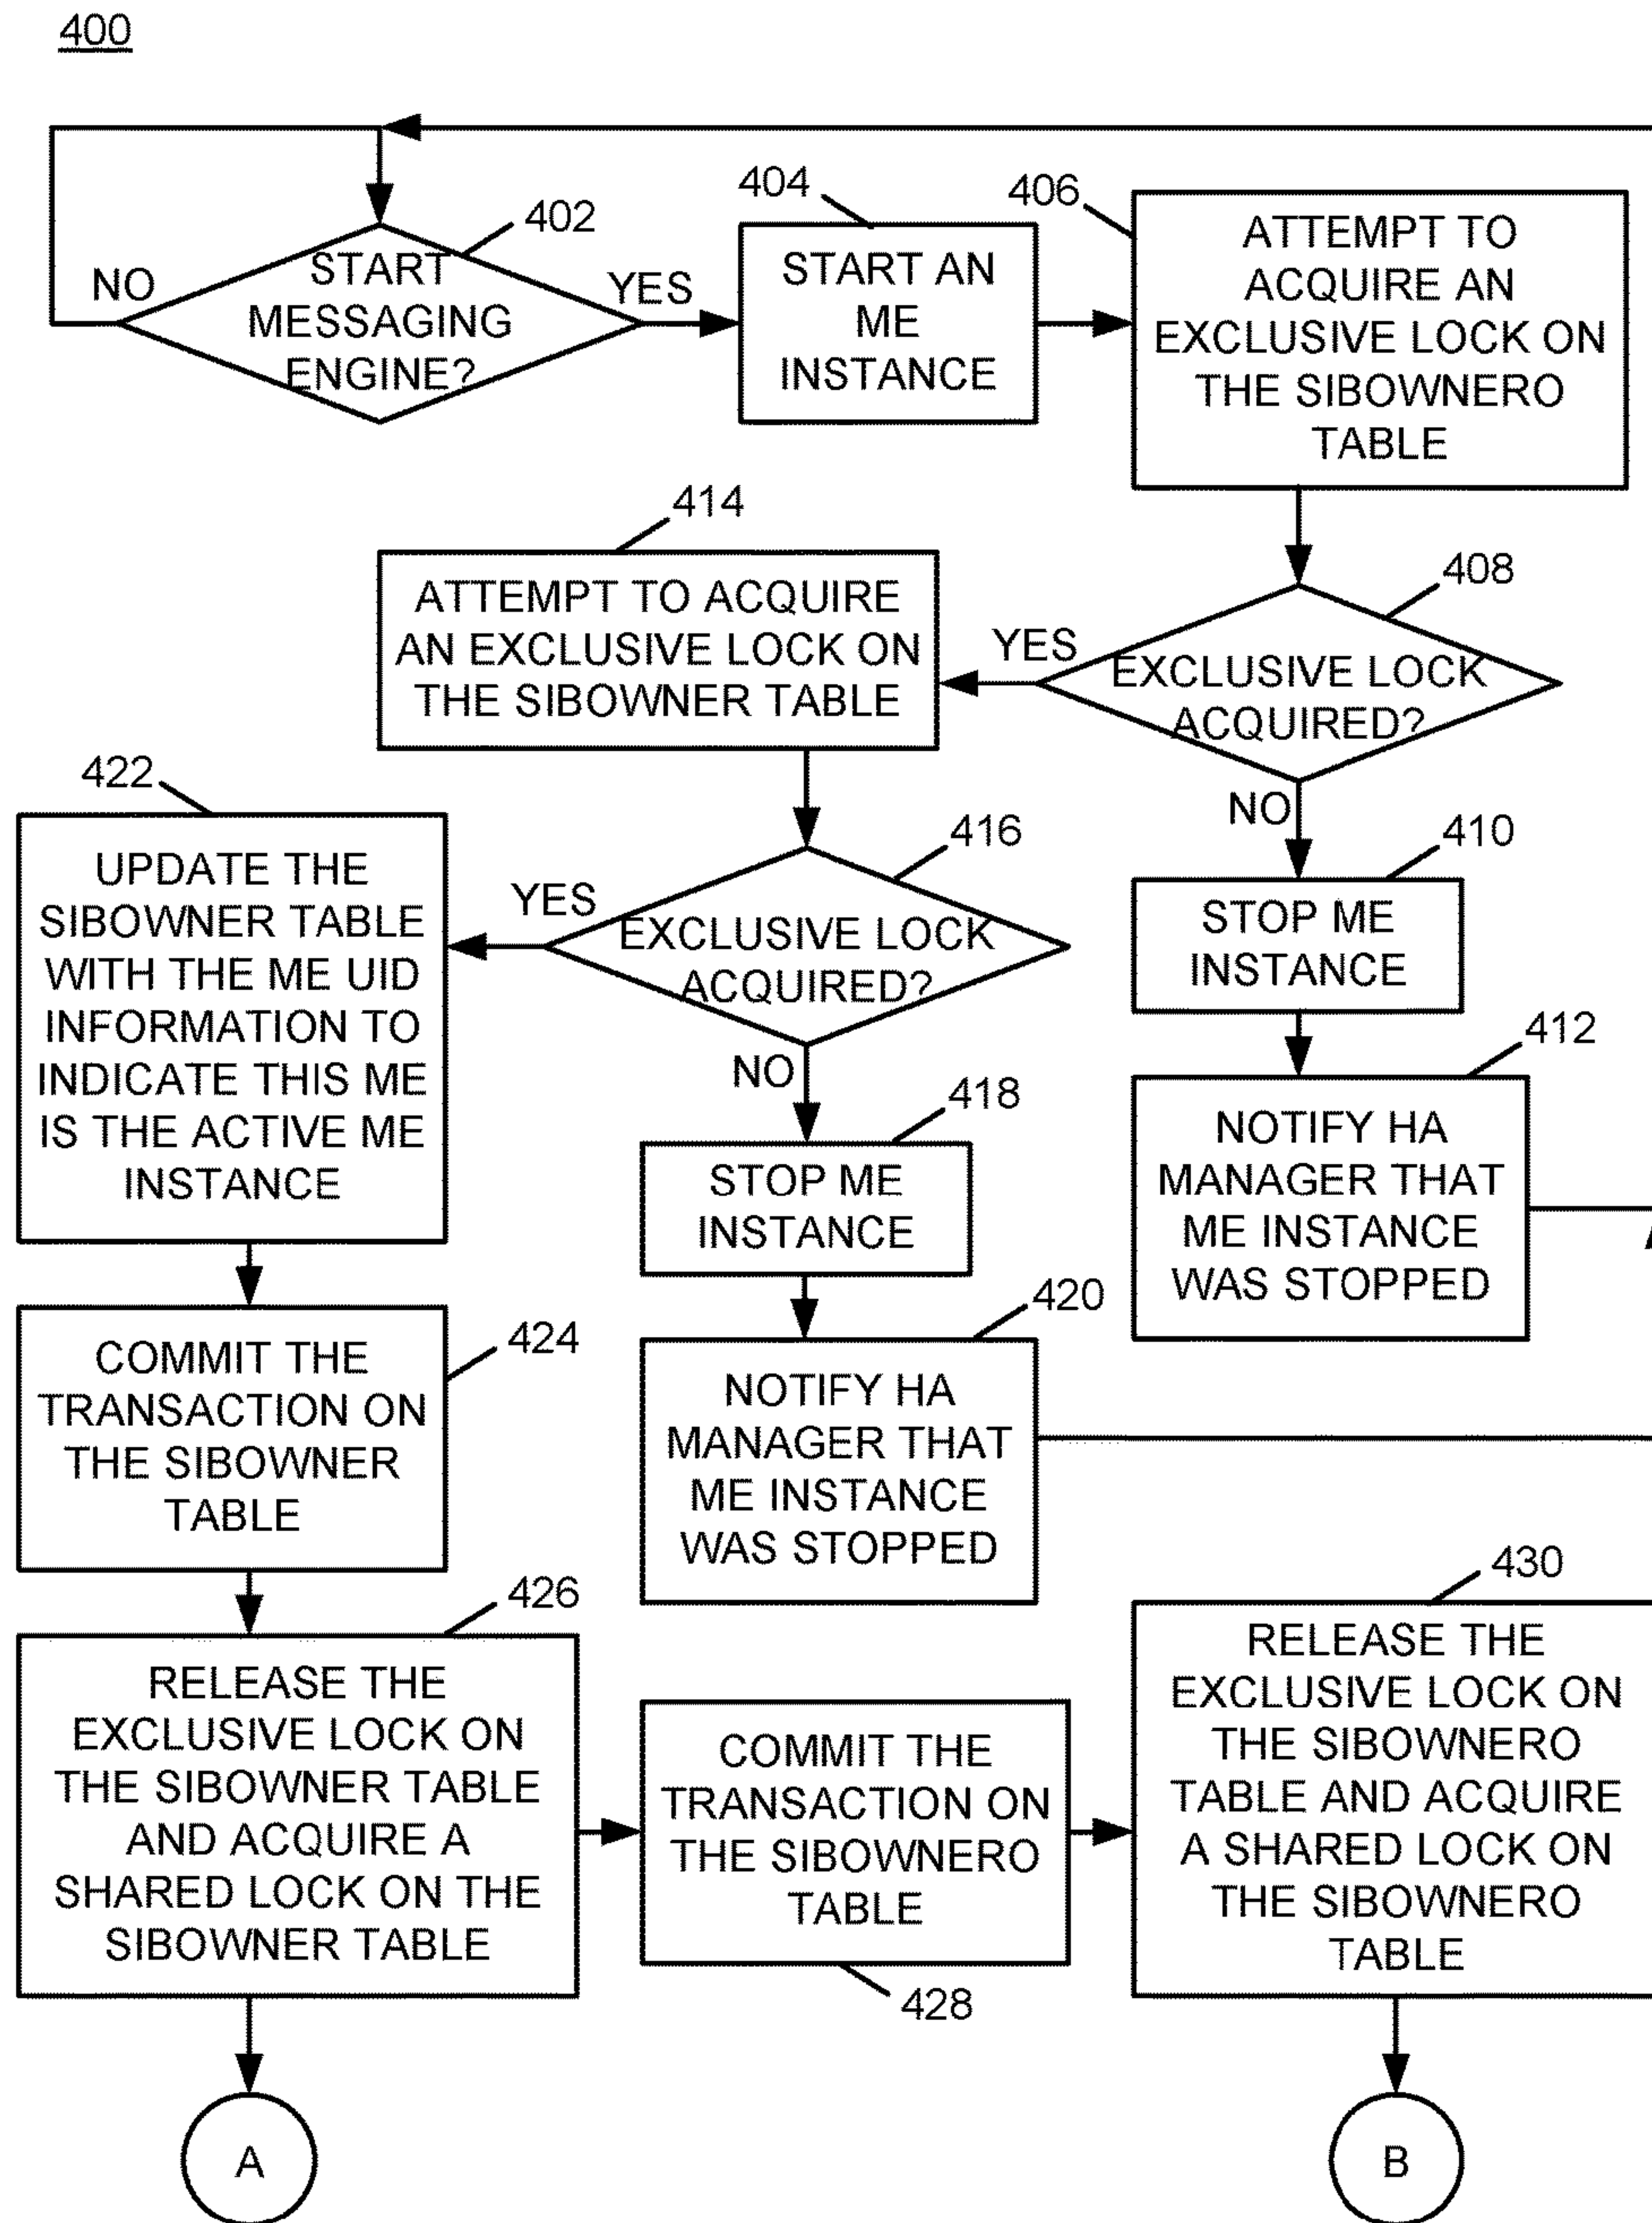 400
402
START
MESSAGING
ENGINE?
NO
YES
404
START AN
ME
INSTANCE
406
ATTEMPT TO
ACQUIRE AN
EXCLUSIVE LOCK ON
THE SIBOWNERO
TABLE
408
EXCLUSIVE LOCK
ACQUIRED?
YES
NO
414
ATTEMPT TO ACQUIRE
AN EXCLUSIVE LOCK ON
THE SIBOWNER TABLE
410
STOP ME
INSTANCE
412
NOTIFY HA
MANAGER THAT
ME INSTANCE
WAS STOPPED
416
EXCLUSIVE LOCK
ACQUIRED?
YES
NO
418
STOP ME
INSTANCE
420
NOTIFY HA
MANAGER THAT
ME INSTANCE
WAS STOPPED
422
UPDATE THE
SIBOWNER TABLE
WITH THE ME UID
INFORMATION TO
INDICATE THIS ME
IS THE ACTIVE ME
INSTANCE
424
COMMIT THE
TRANSACTION ON
THE SIBOWNER
TABLE
426
RELEASE THE
EXCLUSIVE LOCK ON
THE SIBOWNER TABLE
AND ACQUIRE A
SHARED LOCK ON THE
SIBOWNER TABLE
COMMIT THE
TRANSACTION ON
THE SIBOWNERO
TABLE
428
430
RELEASE THE
EXCLUSIVE LOCK ON
THE SIBOWNERO
TABLE AND ACQUIRE
A SHARED LOCK ON
THE SIBOWNERO
TABLE
A
B